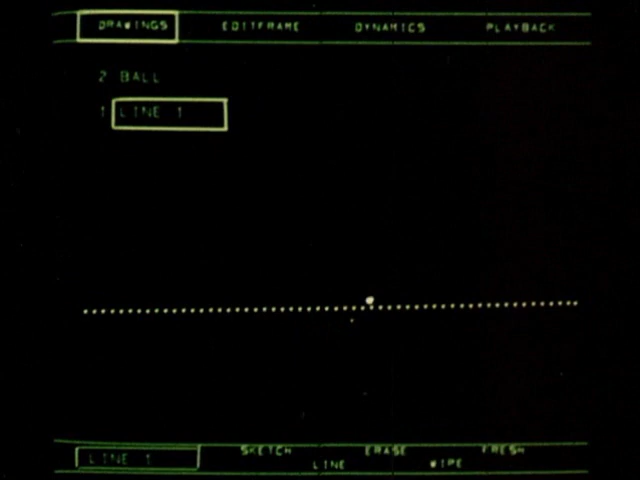 DRAWINGS EDITFRAME DYNAMICS PLAYBACK
2 BALL
1 LINE 1
LINE 1 SKETCH LINE ERASE WIPE FRESH